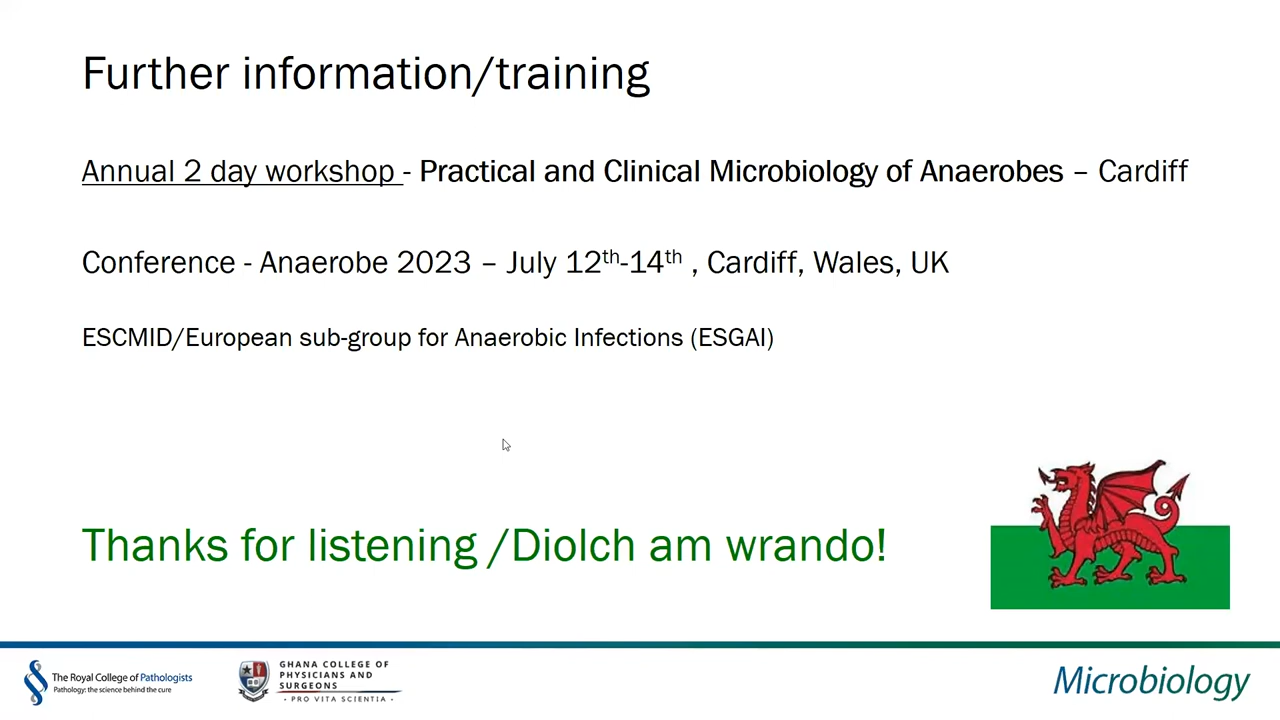 Further information/training
Annual 2 day workshop - Practical and Clinical Microbiology of Anaerobes – Cardiff
Conference - Anaerobe 2023 – July 12th-14th , Cardiff, Wales, UK
ESCMID/European sub-group for Anaerobic Infections (ESGAI)
Thanks for listening /Diolch am wrando!
The Royal College of Pathologists
Pathology: the science behind the cure
GHANA COLLEGE OF
PHYSICIANS AND
SURGEONS
- PRO VITA SCIENTIA -
Microbiology